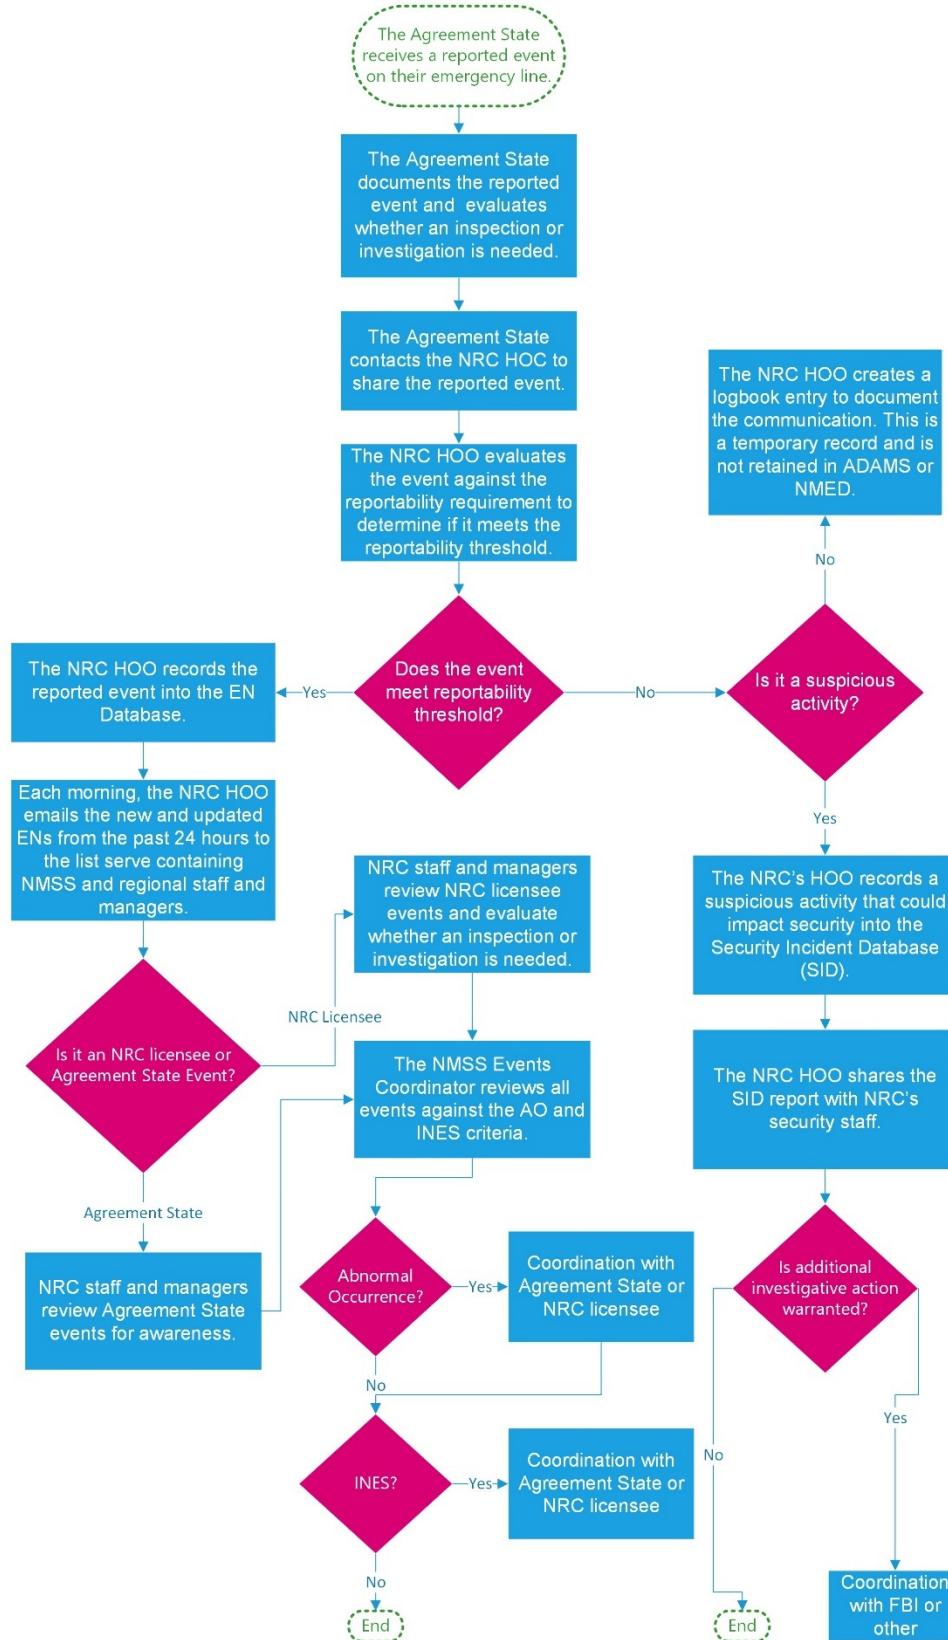 The Agreement State
receives a reported event
on their emergency line.
The Agreement State
documents the reported
event and evaluates
whether an inspection or
investigation is needed.
The Agreement State
contacts the NRC HOC to
share the reported event.
The NRC HOO evaluates
the event against the
reportability requirement to
determine if it meets the
reportability threshold.
Does the event
meet reportability
threshold?
No
Is it a suspicious
activity?
No
The NRC HOO creates a
logbook entry to document
the communication. This is
a temporary record and is
not retained in ADAMS or
NMED.
Yes
The NRC HOO records the
reported event into the EN
Database.
Each morning, the NRC HOO
emails the new and updated
ENs from the past 24 hours to
the list serve containing
NMSS and regional staff and
managers.
Is it an NRC licensee or
Agreement State Event?
NRC Licensee
NRC staff and managers
review NRC licensee
events and evaluate
whether an inspection or
investigation is needed.
Agreement State
NRC staff and managers
review Agreement State
events for awareness.
The NMSS Events
Coordinator reviews all
events against the AO and
INES criteria.
Abnormal
Occurrence?
Yes
Coordination with
Agreement State or
NRC licensee
No
INES?
Yes
Coordination with
Agreement State or
NRC licensee
No
End
Yes
The NRC's HOO records a
suspicious activity that could
impact security into the
Security Incident Database
(SID).
The NRC HOO shares the
SID report with NRC's
security staff.
Is additional
investigative action
warranted?
No
End
Yes
Coordination
with FBI or
other